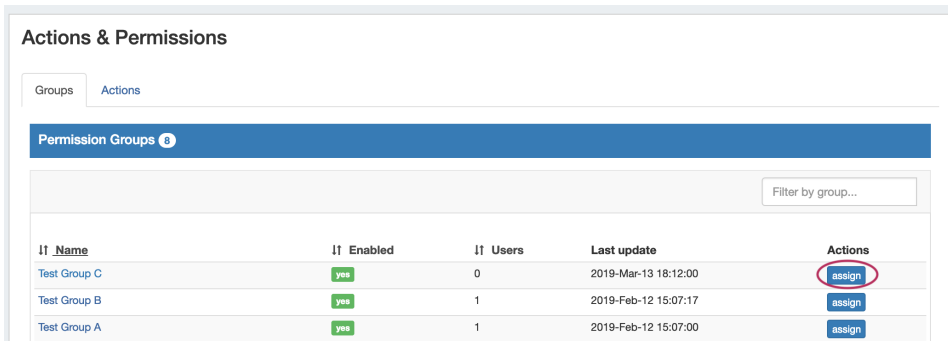 Actions & Permissions
Groups Actions
Permission Groups 8
Filter by group...
Name Enabled Users Last update Actions
Test Group C yes 0 2019-Mar-13 18:12:00 assign
Test Group B yes 1 2019-Feb-12 15:07:17 assign
Test Group A yes 1 2019-Feb-12 15:07:00 assign